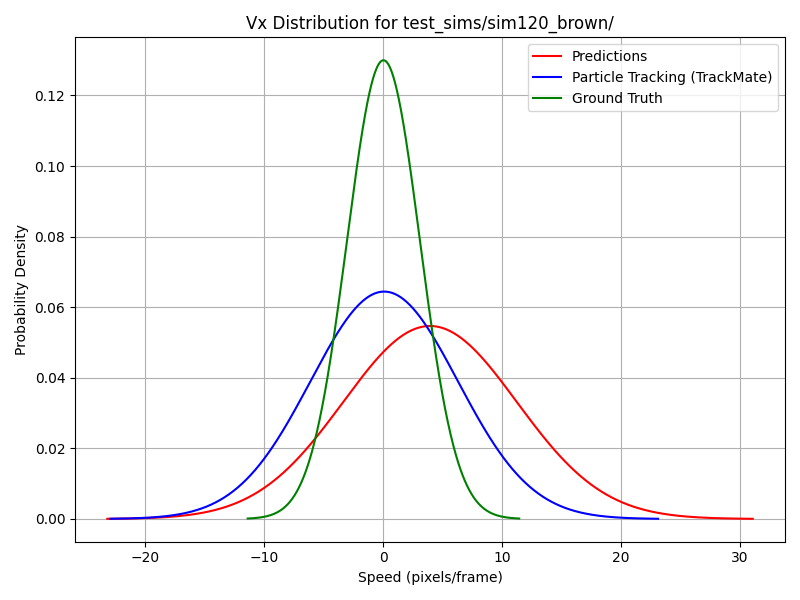 Vx Distribution for test_sims/sim120_brown/
Predictions
Particle Tracking (TrackMate)
Ground Truth
Probability Density
0.12
0.10
0.08
0.06
0.04
0.02
0.00
−20
−10
0
10
20
30
Speed (pixels/frame)